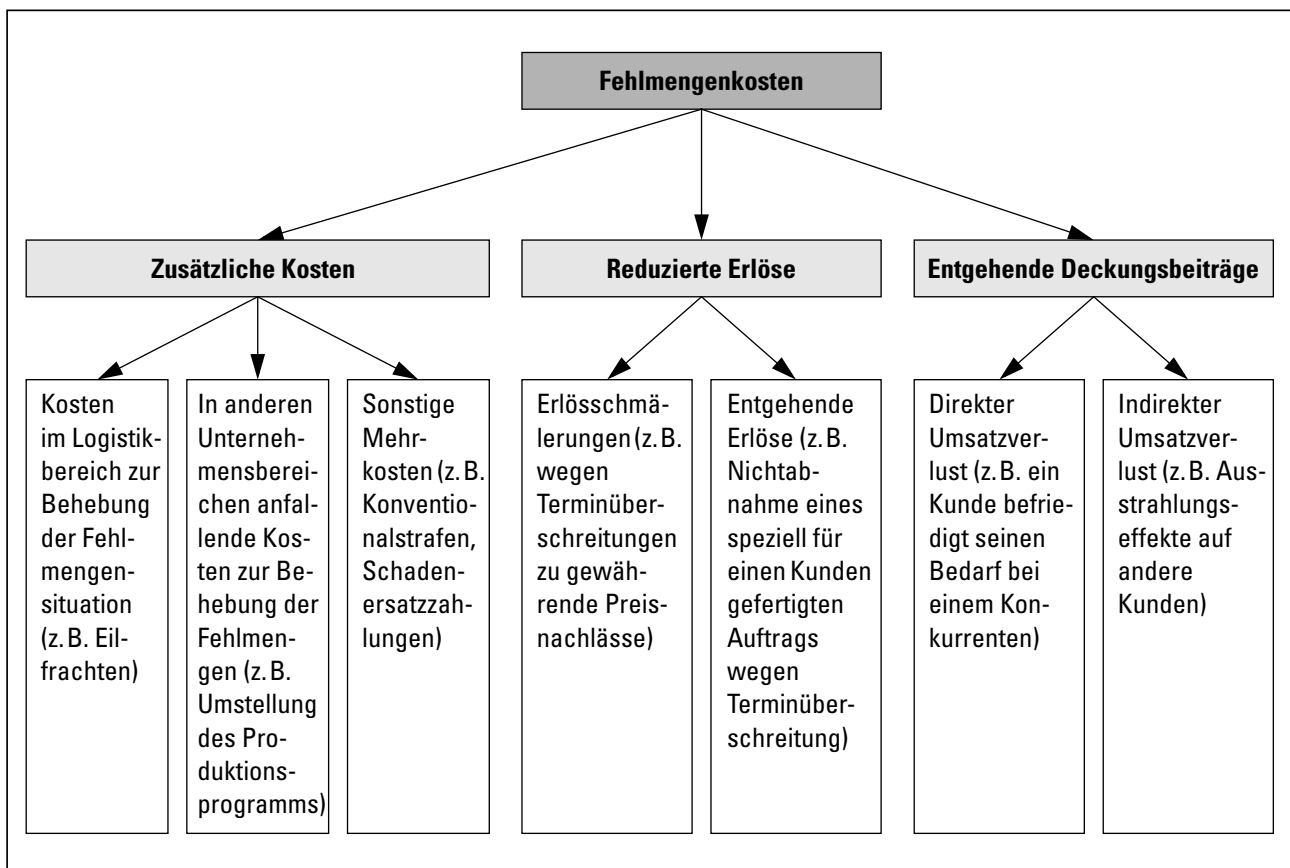 Fehlmengenkosten
Zusätzliche Kosten
Reduzierte Erlöse
Entgehende Deckungsbeiträge
Kosten
im Logistik-
bereich zur
Behebung
der Fehl-
mengen-
situation
(z.B. Eil-
frachten)
In anderen
Unterneh-
mensberei-
chen anfal-
lende Kos-
ten zur Be-
hebung der
Fehlmen-
gen (z.B.
Umstellung
des Pro-
duktions-
programms)
Sonstige
Mehr-
kosten (z.B.
Konventio-
nalstrafen,
Schaden-
ersatzzah-
lungen)
Erlösschmä-
lerungen (z.B.
wegen
Terminüber-
schreitungen
zu gewäh-
rende Preis-
nachlässe)
Entgehende
Erlöse (z.B.
Nichtab-
nahme eines
speziell für
einen Kunden
gefertigten
Auftrags
wegen
Terminüber-
schreitung)
Direkter
Umsatzver-
lust (z.B. ein
Kunde befrie-
digt seinen
Bedarf bei
einem Kon-
kurrenten)
Indirekter
Umsatzver-
lust (z.B. Aus-
strahlungs-
effekte auf
andere
Kunden)